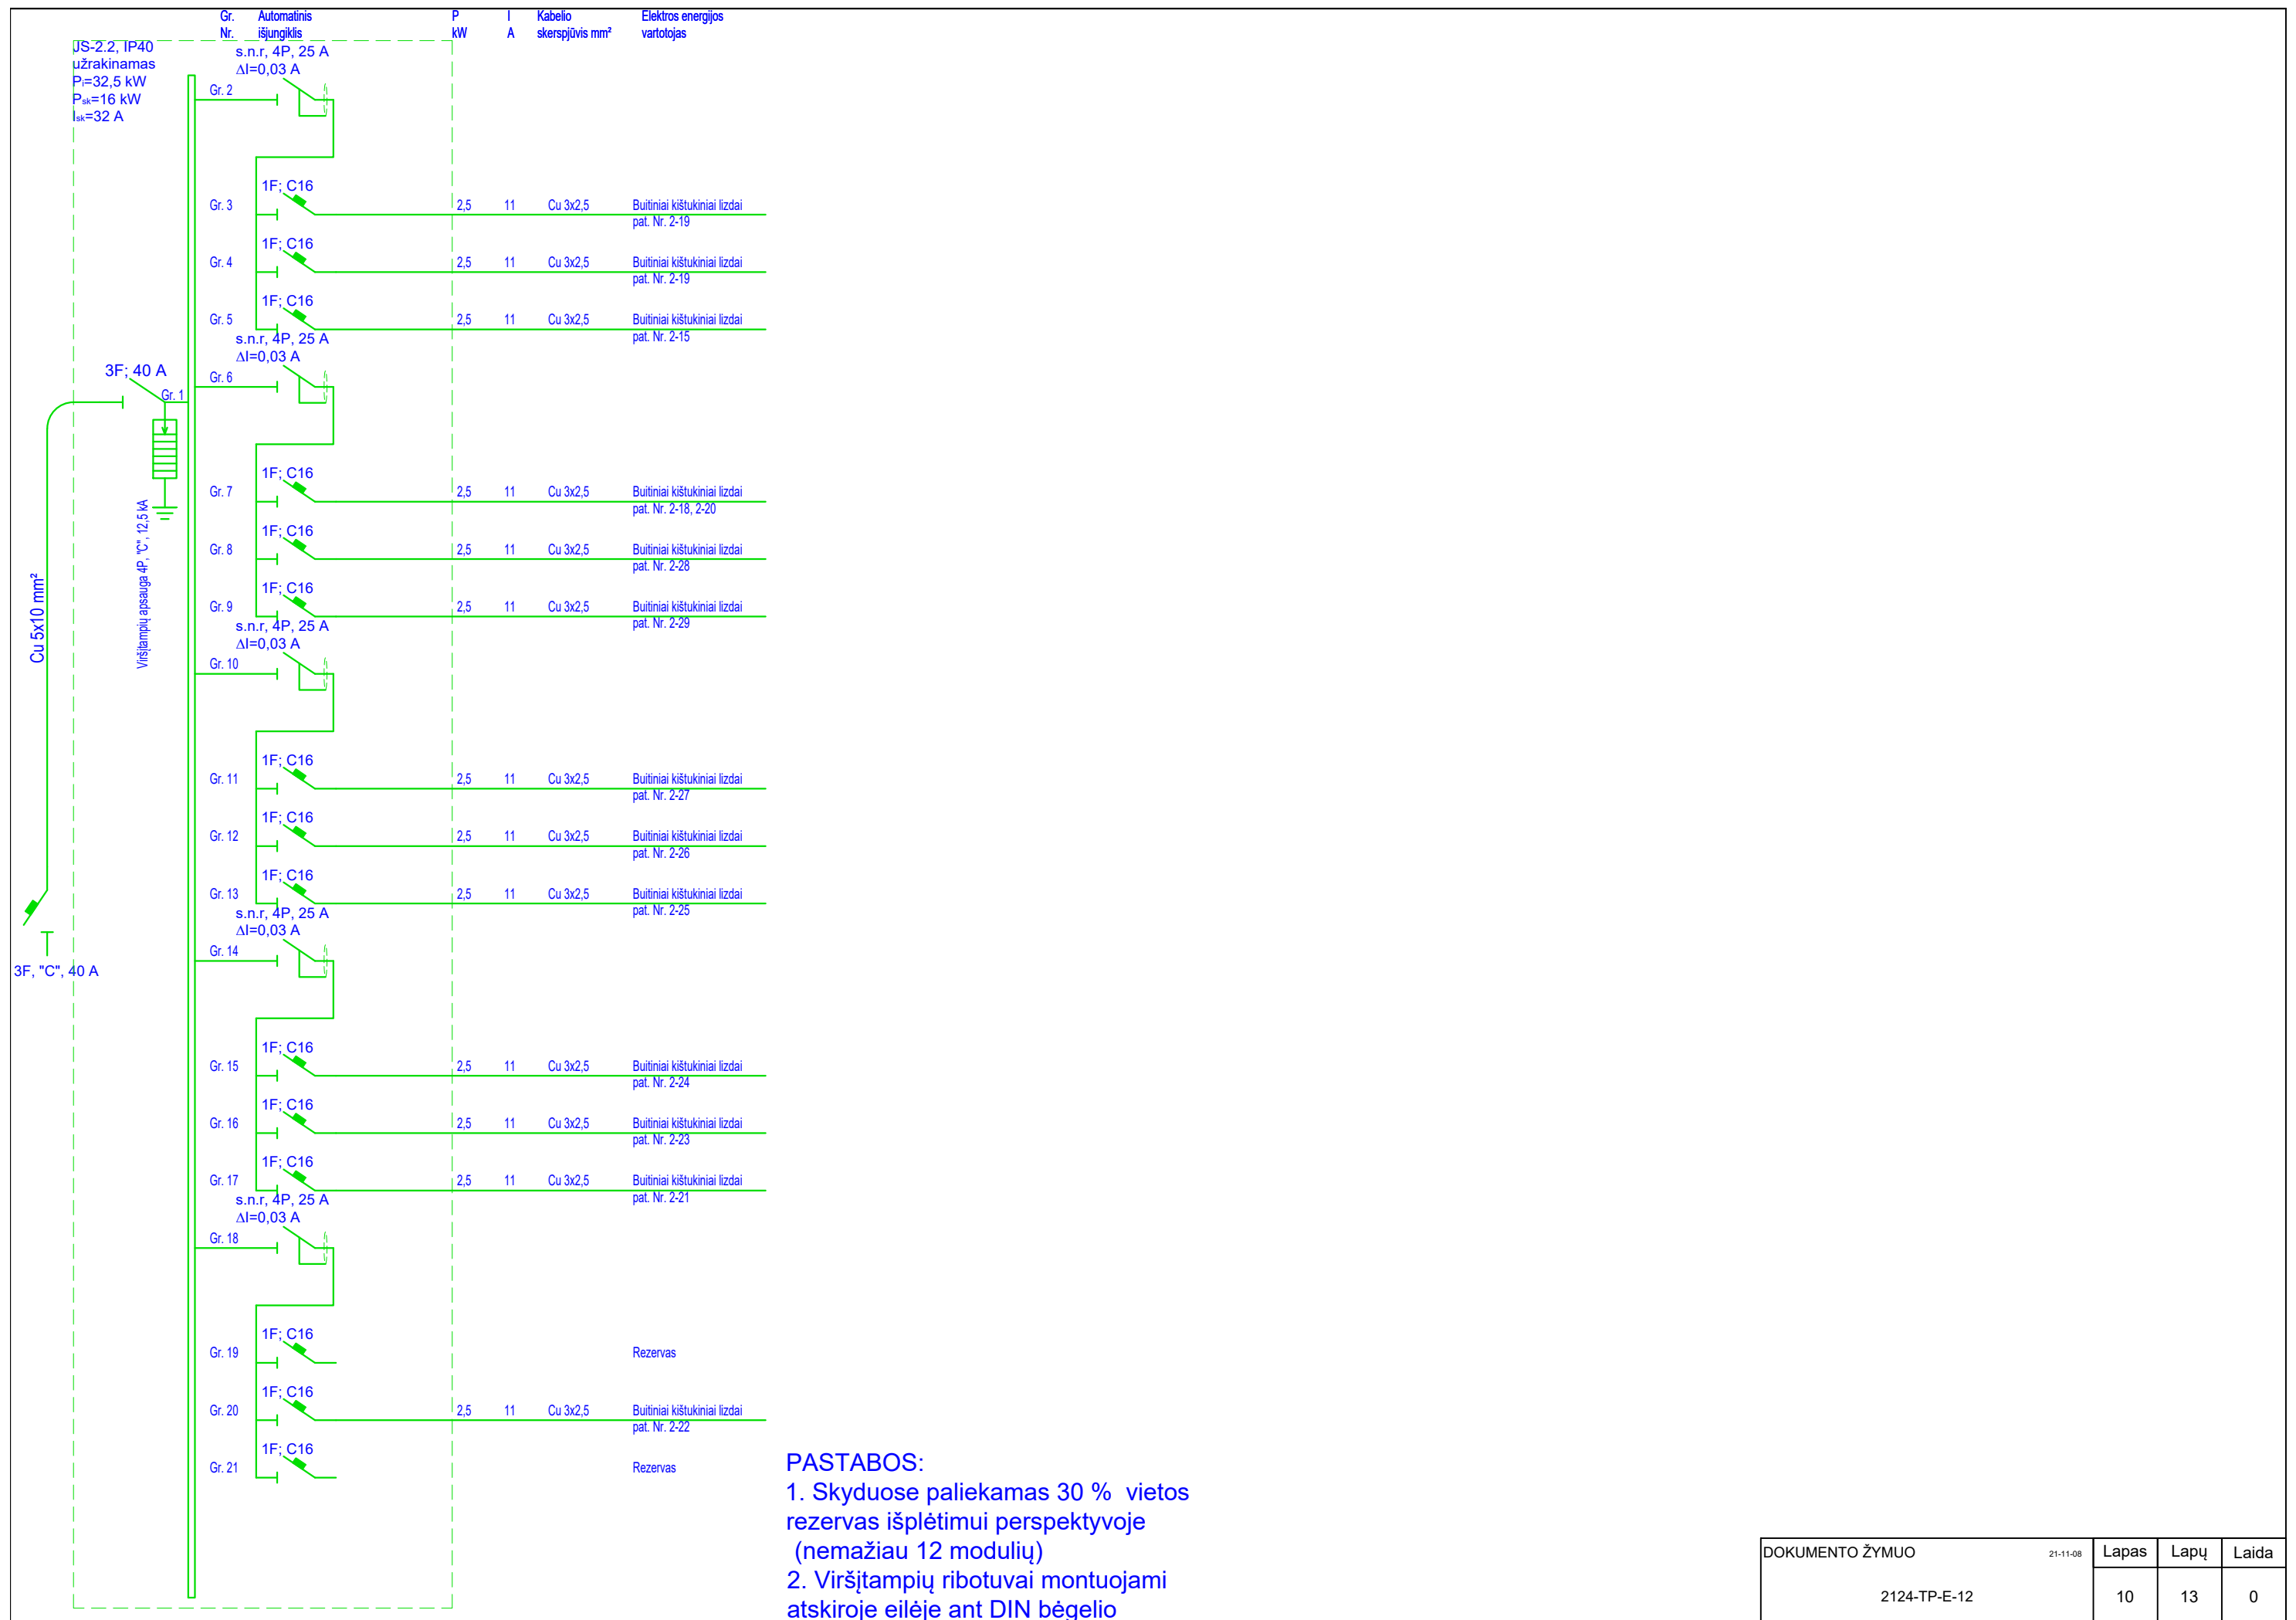 Gr. Automatinis P I Kabelio Elektros energijos
Nr. išjungiklis kW A skerspjūvis mm² vartotojas
JS-2.2, IP40
užrakinamas
Pᵢ=32,5 kW
Psk=16 kW
Isk=32 A
s.n.r, 4P, 25 A
∆I=0,03 A
Gr. 2
1F; C16
Gr. 3 2,5 11 Cu 3x2,5 Buitiniai kištukiniai lizdai
pat. Nr. 2-19
1F; C16
Gr. 4 2,5 11 Cu 3x2,5 Buitiniai kištukiniai lizdai
pat. Nr. 2-19
1F; C16
Gr. 5 2,5 11 Cu 3x2,5 Buitiniai kištukiniai lizdai
pat. Nr. 2-15
s.n.r, 4P, 25 A
∆I=0,03 A
3F; 40 A
Gr. 6
Gr. 1
1F; C16
Gr. 7 2,5 11 Cu 3x2,5 Buitiniai kištukiniai lizdai
pat. Nr. 2-18, 2-20
1F; C16
Gr. 8 2,5 11 Cu 3x2,5 Buitiniai kištukiniai lizdai
pat. Nr. 2-28
1F; C16
Gr. 9 2,5 11 Cu 3x2,5 Buitiniai kištukiniai lizdai
pat. Nr. 2-29
Viršįtampių apsauga 4P, "C", 12,5 kA
Cu 5x10 mm²
s.n.r, 4P, 25 A
∆I=0,03 A
Gr. 10
1F; C16
Gr. 11 2,5 11 Cu 3x2,5 Buitiniai kištukiniai lizdai
pat. Nr. 2-27
1F; C16
Gr. 12 2,5 11 Cu 3x2,5 Buitiniai kištukiniai lizdai
pat. Nr. 2-26
1F; C16
Gr. 13 2,5 11 Cu 3x2,5 Buitiniai kištukiniai lizdai
pat. Nr. 2-25
s.n.r, 4P, 25 A
∆I=0,03 A
Gr. 14
3F, "C", 40 A
1F; C16
Gr. 15 2,5 11 Cu 3x2,5 Buitiniai kištukiniai lizdai
pat. Nr. 2-24
1F; C16
Gr. 16 2,5 11 Cu 3x2,5 Buitiniai kištukiniai lizdai
pat. Nr. 2-23
1F; C16
Gr. 17 2,5 11 Cu 3x2,5 Buitiniai kištukiniai lizdai
pat. Nr. 2-21
s.n.r, 4P, 25 A
∆I=0,03 A
Gr. 18
1F; C16
Gr. 19 Rezervas
1F; C16
Gr. 20 2,5 11 Cu 3x2,5 Buitiniai kištukiniai lizdai
pat. Nr. 2-22
1F; C16
Gr. 21 Rezervas
PASTABOS:
1. Skyduose paliekamas 30 % vietos
rezervas išplėtimui perspektyvoje
(nemažiau 12 modulių)
2. Viršįtampių ribotuvai montuojami
atskiroje eilėje ant DIN bėgelio
DOKUMENTO ŽYMUO 21-11-08 Lapas Lapų Laida
2124-TP-E-12 10 13 0